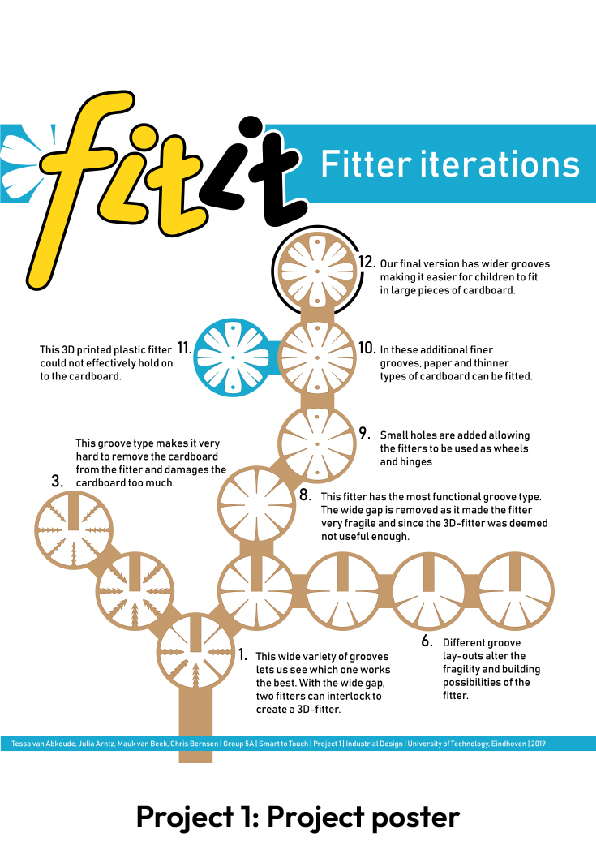 fitit
Fitter iterations
12. Our final version has wider grooves
making it easier for children to fit
in large pieces of cardboard.
This 3D printed plastic fitter 11.
could not effectively hold on
to the cardboard.
10. In these additional finer
grooves, paper and thinner
types of cardboard can be fitted.
9. Small holes are added allowing
the fitters to be used as wheels
and hinges
This groove type makes it very
hard to remove the cardboard
from the fitter and damages the
3. cardboard too much.
8. This fitter has the most functional groove type.
The wide gap is removed as it made the fitter
very fragile and since the 3D-fitter was deemed
not useful enough.
1. This wide variety of grooves
lets us see which one works
the best. With the wide gap,
two fitters can interlock to
create a 3D-fitter.
6. Different groove
lay-outs alter the
fragility and building
possibilities of the
fitter.
Tessa van Abkoude, Julia Arntz, Mauk van Beek, Chris Bernsen | Group 5A | Smart to Touch | Project 1 | Industrial Design | University of Technology, Eindhoven | 2019
Project 1: Project poster